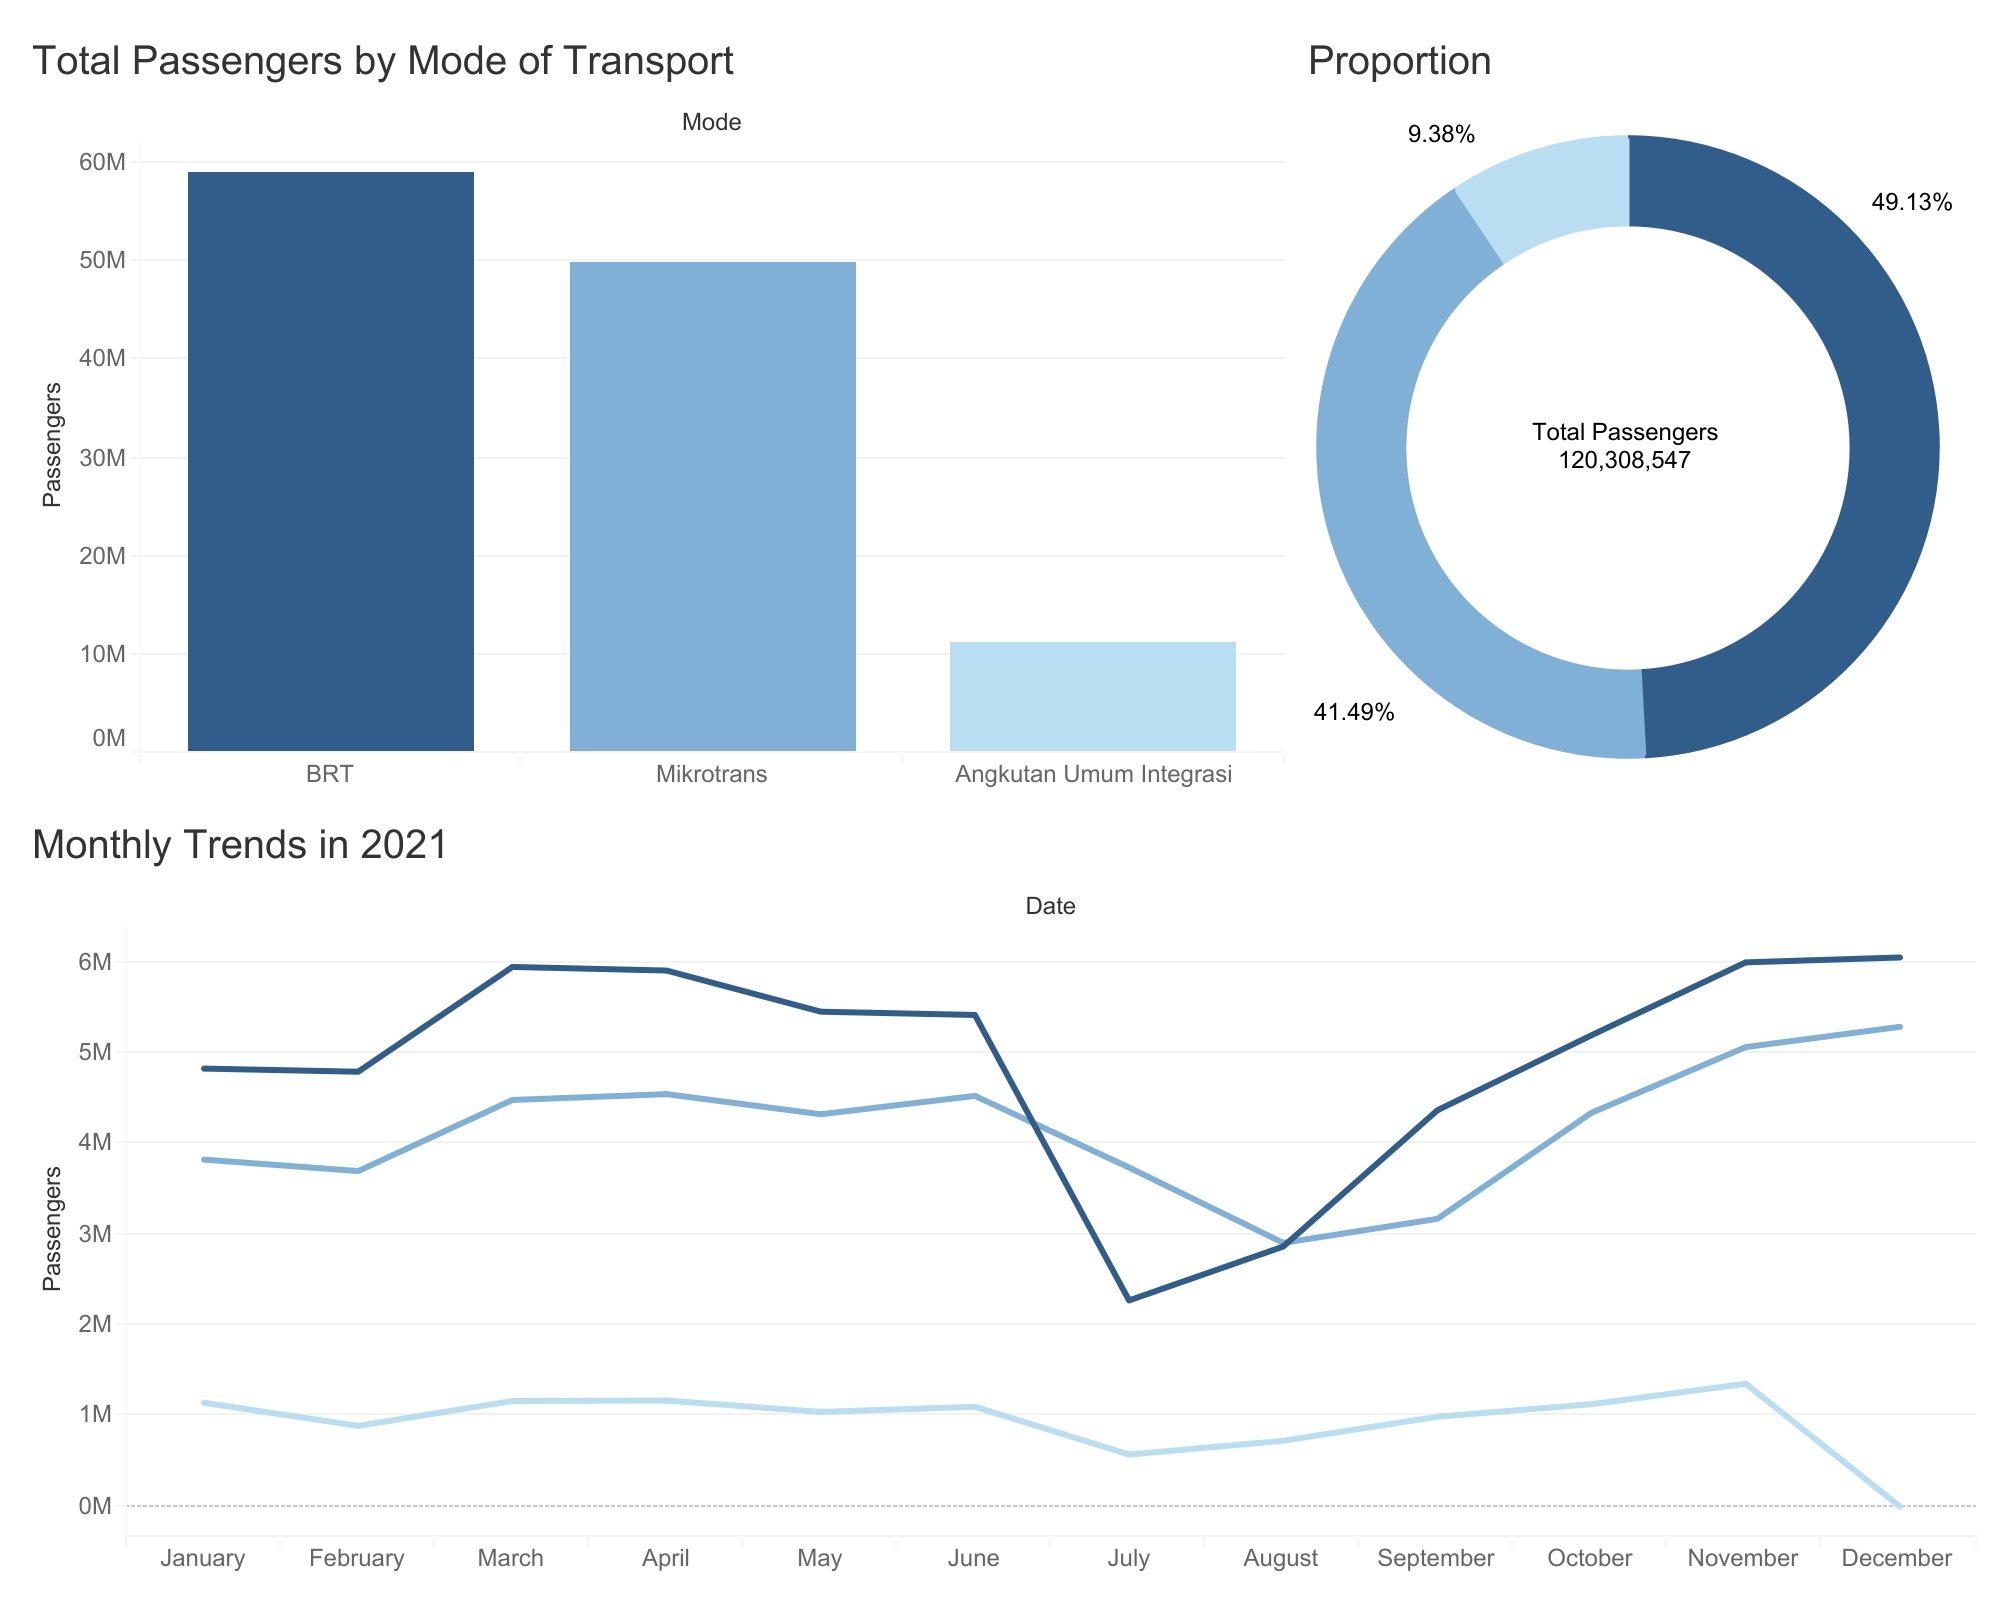 Total Passengers by Mode of Transport
Mode
60M
50M
40M
30M
20M
10M
0M
Passengers
BRT
Mikrotrans
Angkutan Umum Integrasi
Proportion
9.38%
49.13%
Total Passengers
120,308,547
41.49%
Monthly Trends in 2021
Date
6M
5M
4M
3M
2M
1M
0M
Passengers
January
February
March
April
May
June
July
August
September
October
November
December